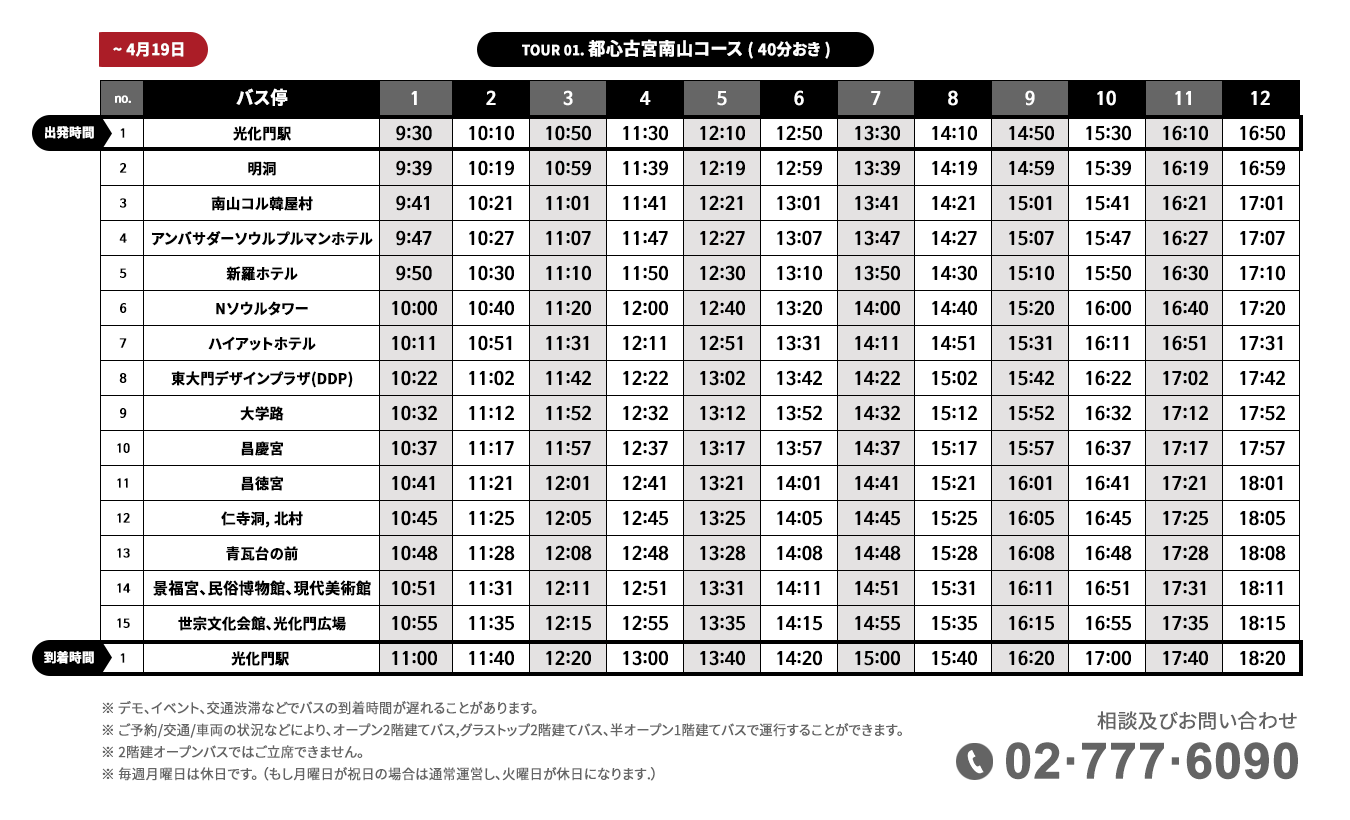 ~ 4月19日
TOUR 01. 都心古宮南山コース ( 40分おき )
no. バス停 1 2 3 4 5 6 7 8 9 10 11 12
出発時間 1 光化門駅 9:30 10:10 10:50 11:30 12:10 12:50 13:30 14:10 14:50 15:30 16:10 16:50
2 明洞 9:39 10:19 10:59 11:39 12:19 12:59 13:39 14:19 14:59 15:39 16:19 16:59
3 南山コル韓屋村 9:41 10:21 11:01 11:41 12:21 13:01 13:41 14:21 15:01 15:41 16:21 17:01
4 アンバサダーソウルプルマンホテル 9:47 10:27 11:07 11:47 12:27 13:07 13:47 14:27 15:07 15:47 16:27 17:07
5 新羅ホテル 9:50 10:30 11:10 11:50 12:30 13:10 13:50 14:30 15:10 15:50 16:30 17:10
6 Nソウルタワー 10:00 10:40 11:20 12:00 12:40 13:20 14:00 14:40 15:20 16:00 16:40 17:20
7 ハイアットホテル 10:11 10:51 11:31 12:11 12:51 13:31 14:11 14:51 15:31 16:11 16:51 17:31
8 東大門デザインプラザ(DDP) 10:22 11:02 11:42 12:22 13:02 13:42 14:22 15:02 15:42 16:22 17:02 17:42
9 大学路 10:32 11:12 11:52 12:32 13:12 13:52 14:32 15:12 15:52 16:32 17:12 17:52
10 昌慶宮 10:37 11:17 11:57 12:37 13:17 13:57 14:37 15:17 15:57 16:37 17:17 17:57
11 昌徳宮 10:41 11:21 12:01 12:41 13:21 14:01 14:41 15:21 16:01 16:41 17:21 18:01
12 仁寺洞, 北村 10:45 11:25 12:05 12:45 13:25 14:05 14:45 15:25 16:05 16:45 17:25 18:05
13 青瓦台の前 10:48 11:28 12:08 12:48 13:28 14:08 14:48 15:28 16:08 16:48 17:28 18:08
14 景福宮、民俗博物館、現代美術館 10:51 11:31 12:11 12:51 13:31 14:11 14:51 15:31 16:11 16:51 17:31 18:11
15 世宗文化会館、光化門広場 10:55 11:35 12:15 12:55 13:35 14:15 14:55 15:35 16:15 16:55 17:35 18:15
到着時間 1 光化門駅 11:00 11:40 12:20 13:00 13:40 14:20 15:00 15:40 16:20 17:00 17:40 18:20
※ デモ、イベント、交通渋滞などでバスの到着時間が遅れることがあります。
※ ご予約/交通/車両の状況などにより、オープン2階建てバス,グラストップ2階建てバス、半オープン1階建てバスで運行することができます。
※ 2階建オープンバスではご立席できません。
※ 毎週月曜日は休日です。（もし月曜日が祝日の場合は通常運営し、火曜日が休日になります.）
相談及びお問い合わせ
02·777·6090